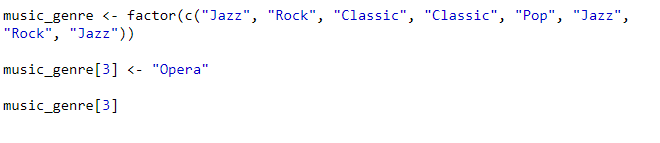 music_genre <- factor(c("Jazz", "Rock", "Classic", "Classic", "Pop", "Jazz",
"Rock", "Jazz"))
music_genre[3] <- "Opera"
music_genre[3]